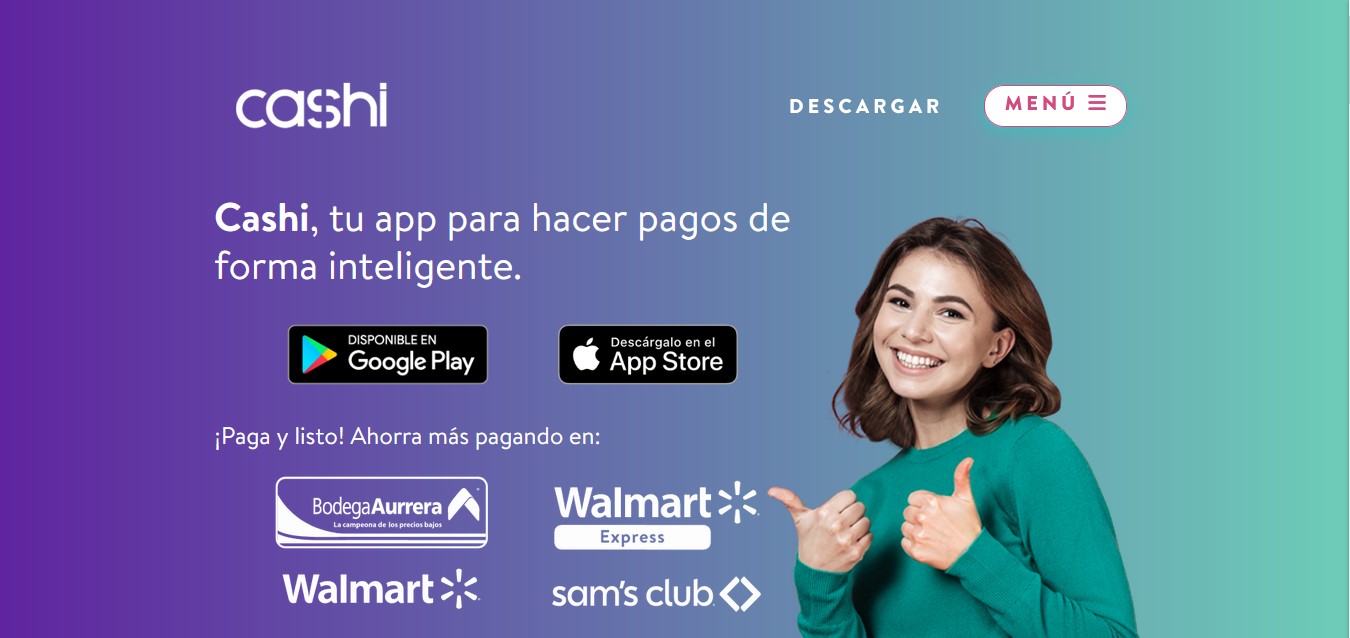 cashi
DESCARGAR
MENÚ
Cashi, tu app para hacer pagos de
forma inteligente.
DISPONIBLE EN
Google Play
Descárgalo en el
App Store
¡Paga y listo! Ahorra más pagando en:
BodegaAurrera
La campeona de los precios bajos
Walmart
Express
Walmart
sam's club